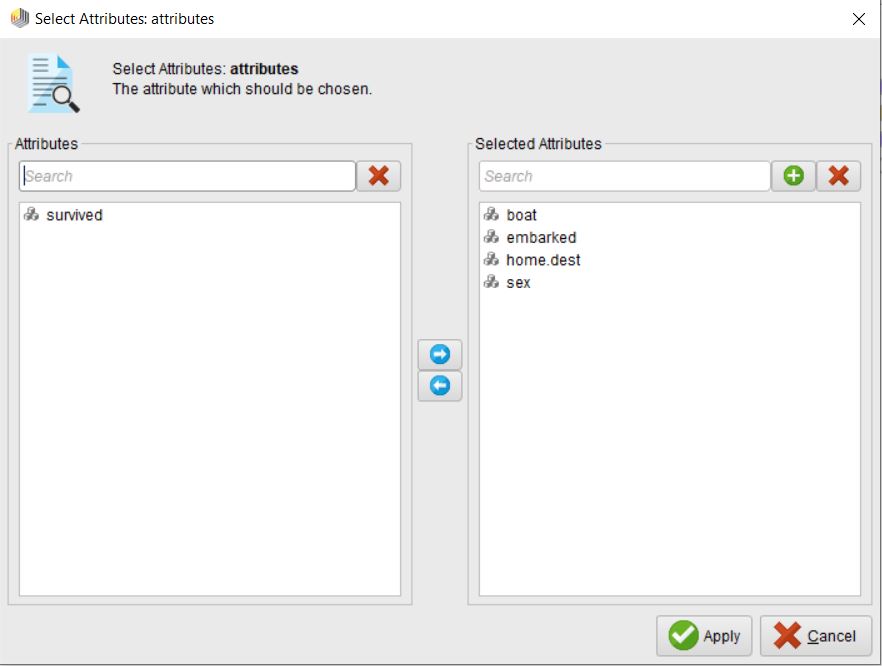 Select Attributes: attributes
Select Attributes: attributes
The attribute which should be chosen.
Attributes
Search
survived
Selected Attributes
Search
boat
embarked
home.dest
sex
Apply
Cancel